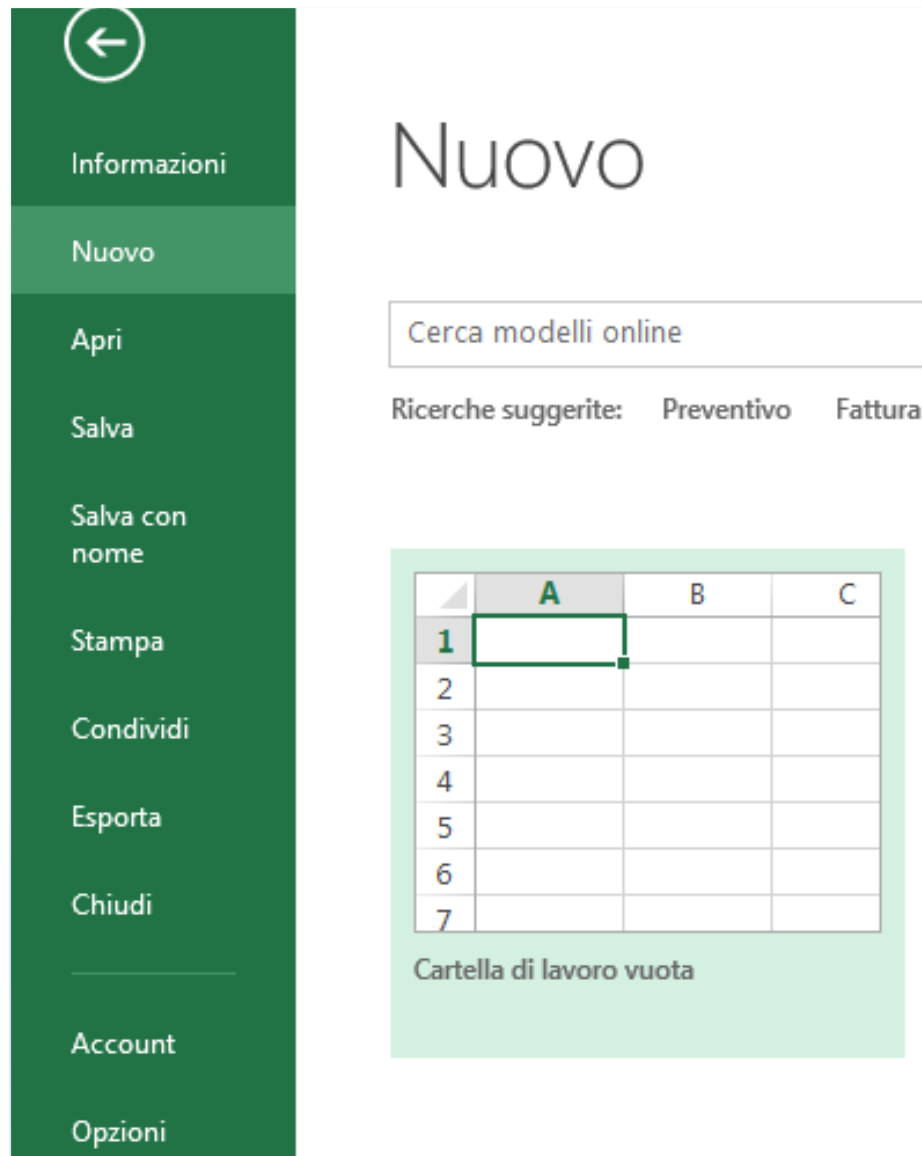 Informazioni
Nuovo
Apri
Salva
Salva con
nome
Stampa
Condividi
Esporta
Chiudi
Account
Opzioni
Nuovo
Cerca modelli online
Ricerche suggerite: Preventivo Fattura
A B C
1
2
3
4
5
6
7
Cartella di lavoro vuota